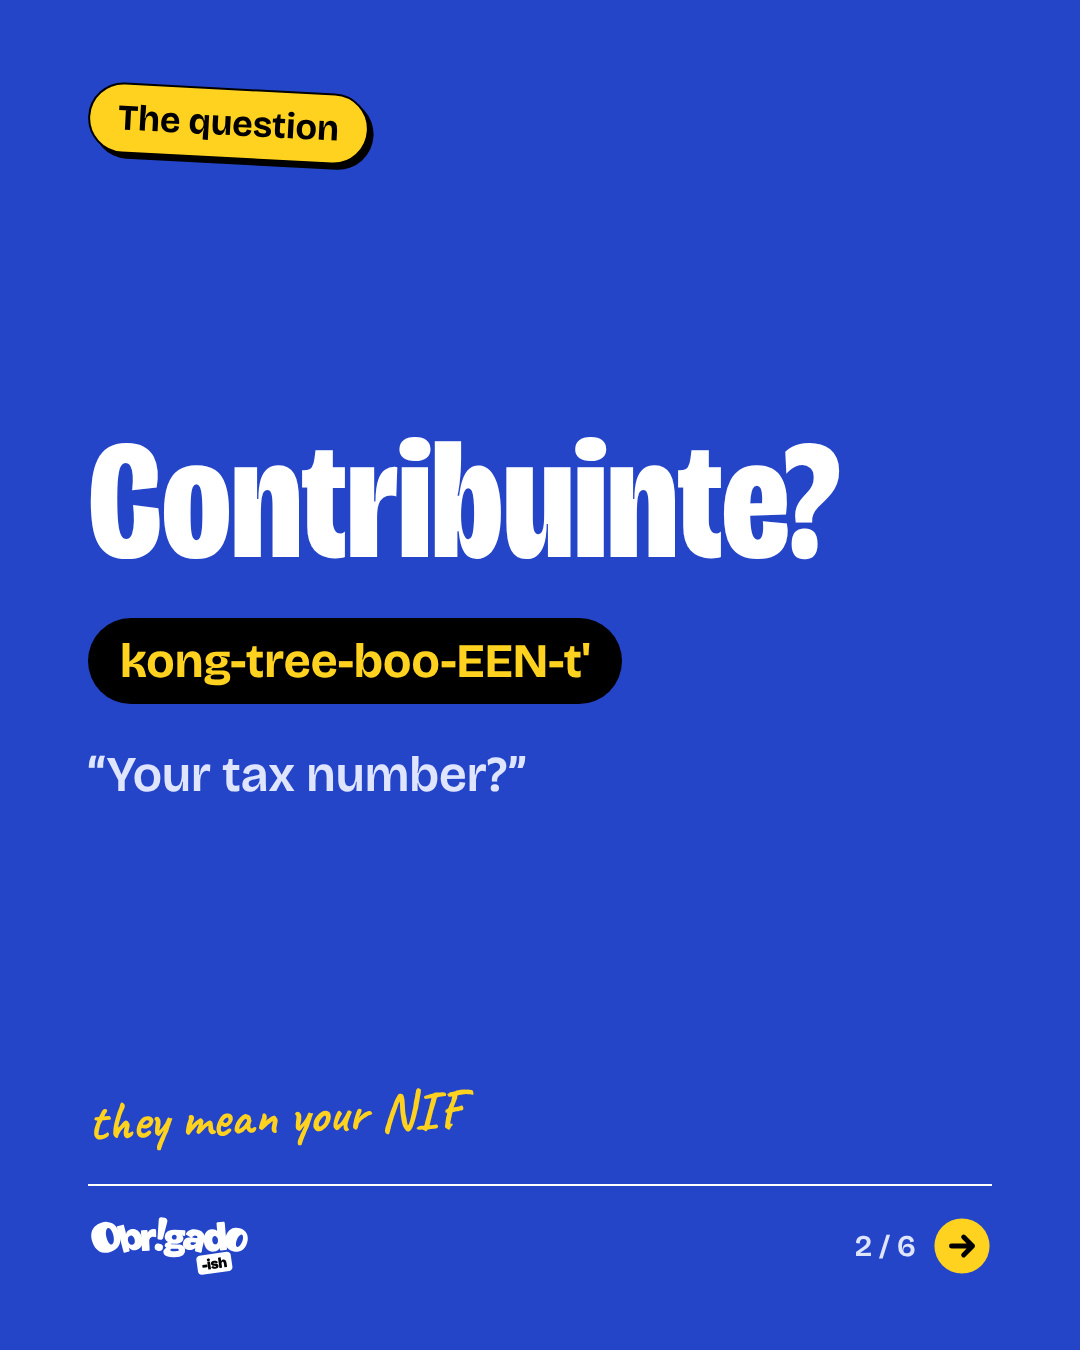 The question
Contribuinte?
kong-tree-boo-EEN-t'
“Your tax number?”
they mean your NIF
Obr!gado
-ish
2 / 6